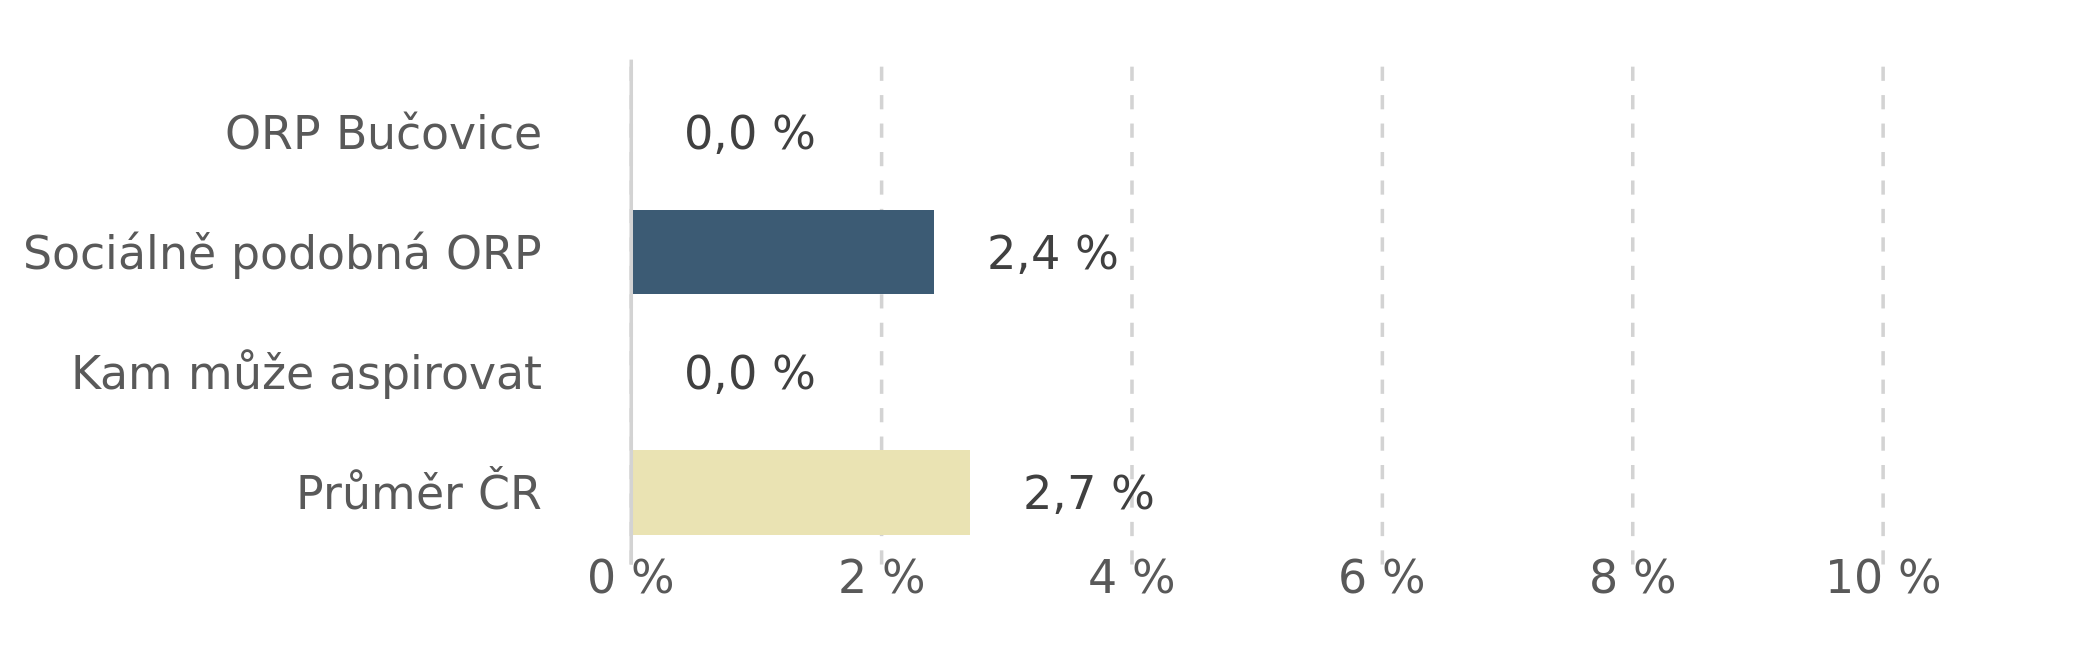 ORP Bučovice 0,0 %
Sociálně podobná ORP 2,4 %
Kam může aspirovat 0,0 %
Průměr ČR 2,7 %
0 % 2 % 4 % 6 % 8 % 10 %